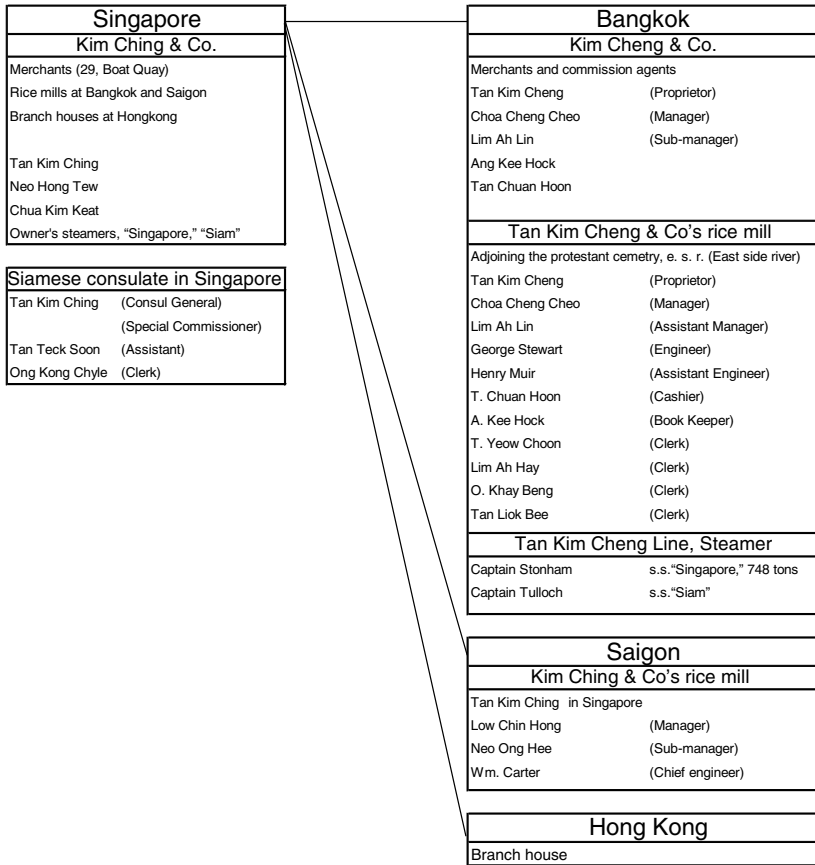 Singapore
Kim Ching & Co.
Merchants (29, Boat Quay)
Rice mills at Bangkok and Saigon
Branch houses at Hongkong
Tan Kim Ching
Neo Hong Tew
Chua Kim Keat
Owner's steamers, “Singapore,” “Siam”
Siamese consulate in Singapore
Tan Kim Ching (Consul General)
(Special Commissioner)
Tan Teck Soon (Assistant)
Ong Kong Chyle (Clerk)
Bangkok
Kim Cheng & Co.
Merchants and commission agents
Tan Kim Cheng (Proprietor)
Choa Cheng Cheo (Manager)
Lim Ah Lin (Sub-manager)
Ang Kee Hock
Tan Chuan Hoon
Tan Kim Cheng & Co's rice mill
Adjoining the protestant cemetry, e. s. r. (East side river)
Tan Kim Cheng (Proprietor)
Choa Cheng Cheo (Manager)
Lim Ah Lin (Assistant Manager)
George Stewart (Engineer)
Henry Muir (Assistant Engineer)
T. Chuan Hoon (Cashier)
A. Kee Hock (Book Keeper)
T. Yeow Choon (Clerk)
Lim Ah Hay (Clerk)
O. Khay Beng (Clerk)
Tan Liok Bee (Clerk)
Tan Kim Cheng Line, Steamer
Captain Stonham s.s.“Singapore,” 748 tons
Captain Tulloch s.s.“Siam”
Saigon
Kim Ching & Co's rice mill
Tan Kim Ching in Singapore
Low Chin Hong (Manager)
Neo Ong Hee (Sub-manager)
Wm. Carter (Chief engineer)
Hong Kong
Branch house